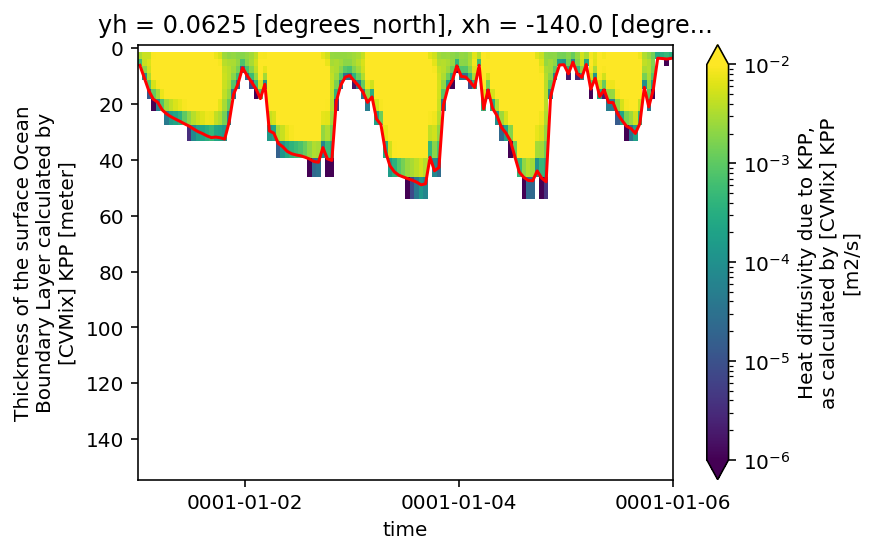 yh = 0.0625 [degrees_north], xh = -140.0 [degre...
0
20
40
60
80
100
120
140
Thickness of the surface Ocean
Boundary Layer calculated by
[CVMix] KPP [meter]
0001-01-02
0001-01-04
0001-01-06
time
10⁻²
10⁻³
10⁻⁴
10⁻⁵
10⁻⁶
Heat diffusivity due to KPP,
as calculated by [CVMix] KPP
[m2/s]